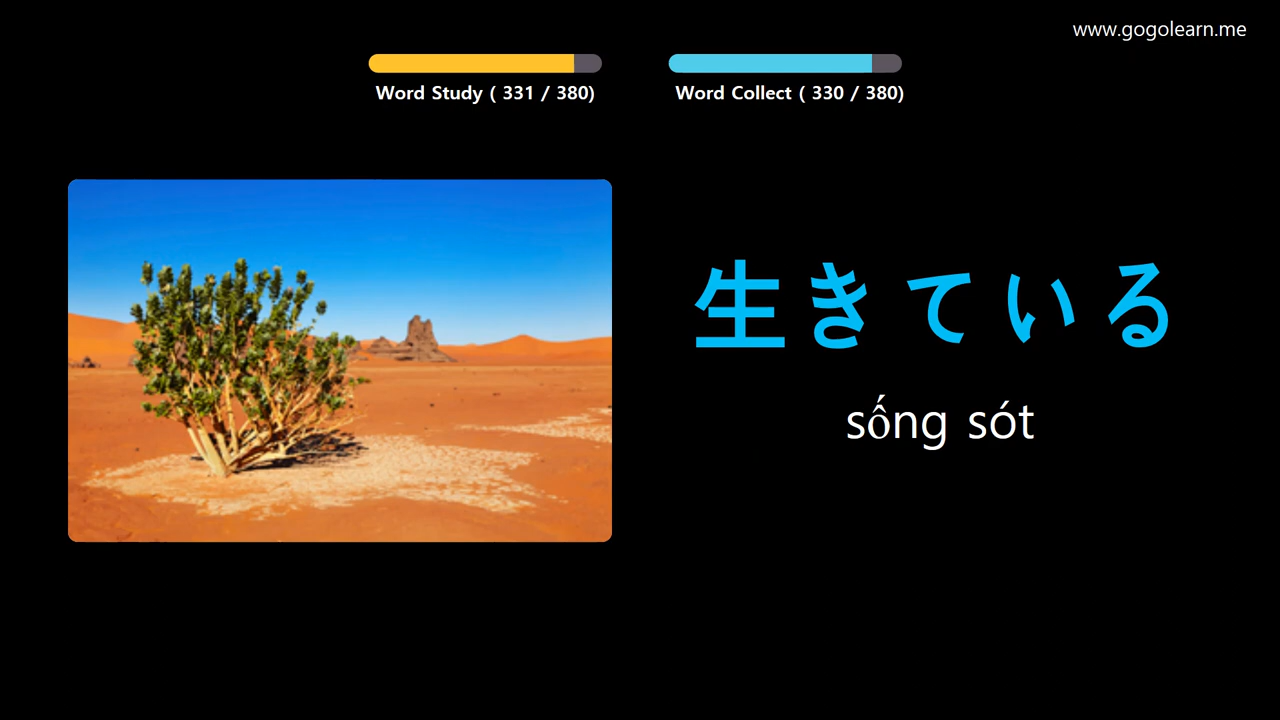 www.gogolearn.me
Word Study ( 331 / 380)
Word Collect ( 330 / 380)
生きている
sống sót